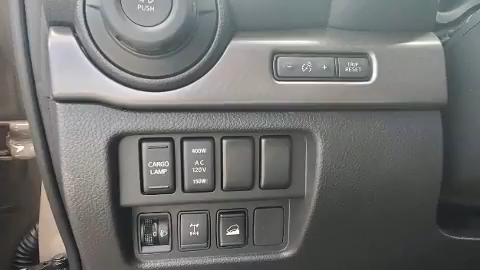 PUSH
- +
TRIP
RESET
CARGO
LAMP
400W
AC
120V
150W